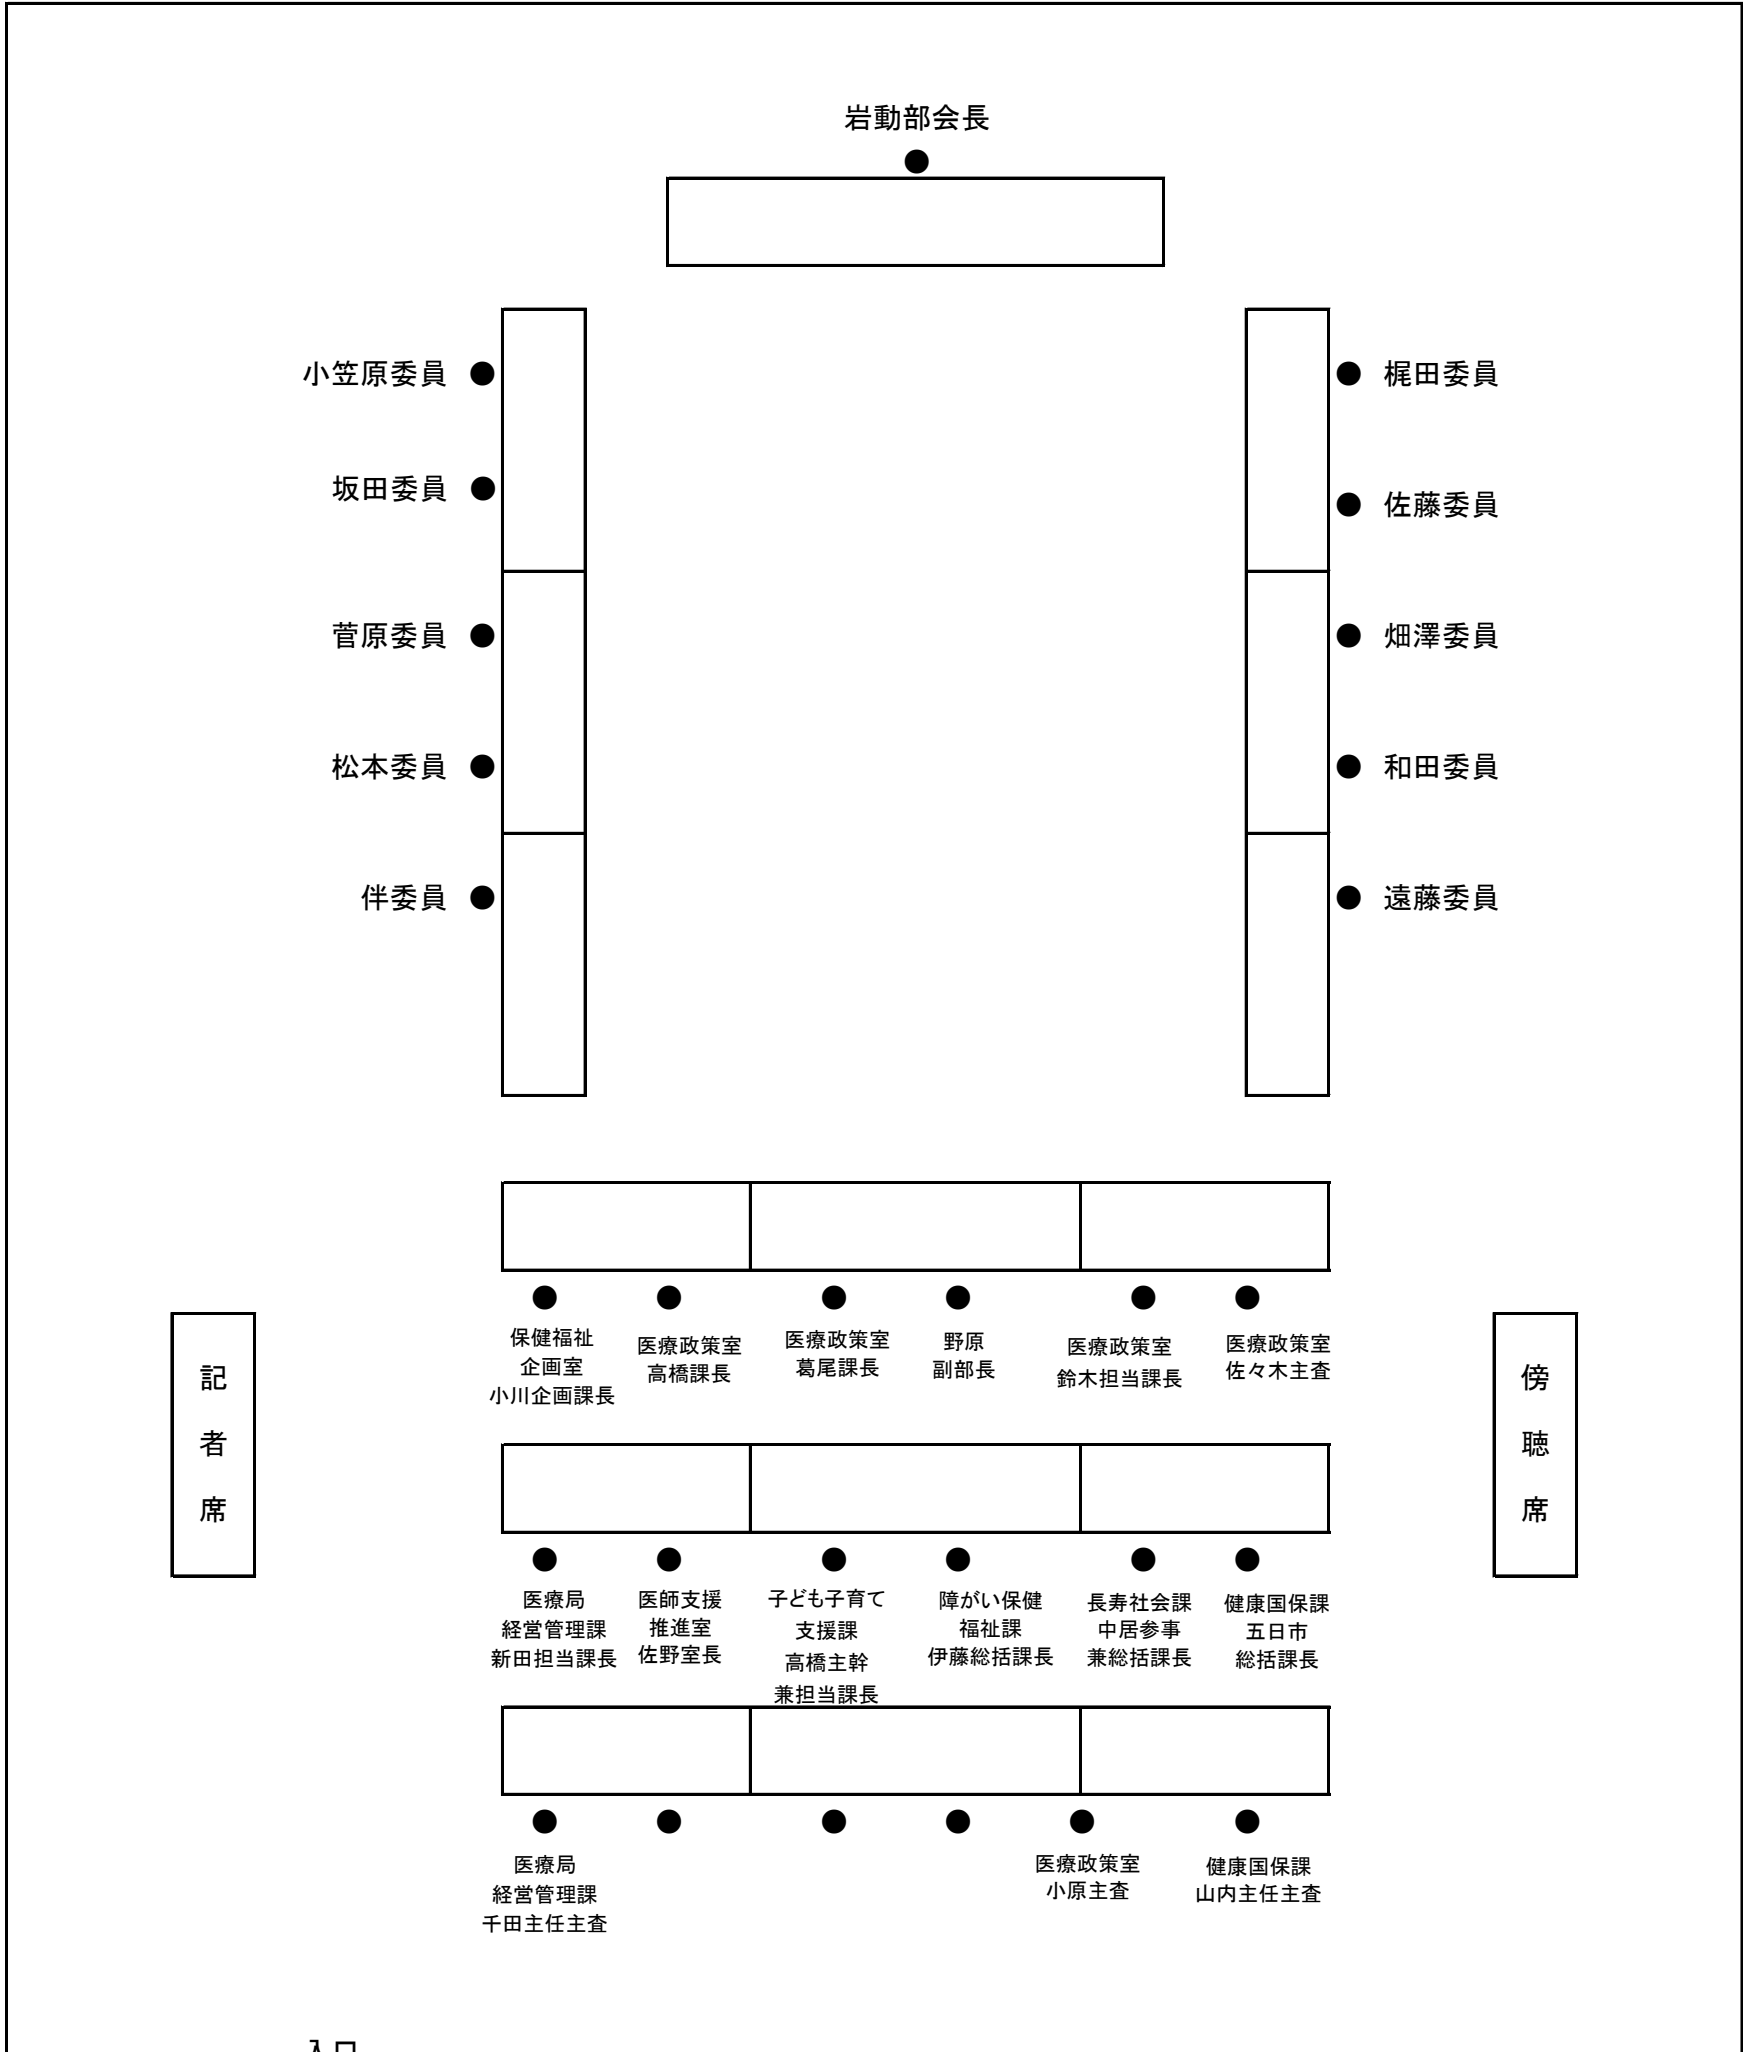 岩動部会長
小笠原委員
梶田委員
坂田委員
佐藤委員
菅原委員
畑澤委員
松本委員
和田委員
伴委員
遠藤委員
保健福祉
企画室
小川企画課長
医療政策室
高橋課長
医療政策室
葛尾課長
野原
副部長
医療政策室
鈴木担当課長
医療政策室
佐々木主査
記
者
席
傍
聴
席
医療局
経営管理課
新田担当課長
医師支援
推進室
佐野室長
子ども子育て
支援課
高橋主幹
兼担当課長
障がい保健
福祉課
伊藤総括課長
長寿社会課
中居参事
兼総括課長
健康国保課
五日市
総括課長
医療局
経営管理課
千田主任主査
医療政策室
小原主査
健康国保課
山内主任主査
入口